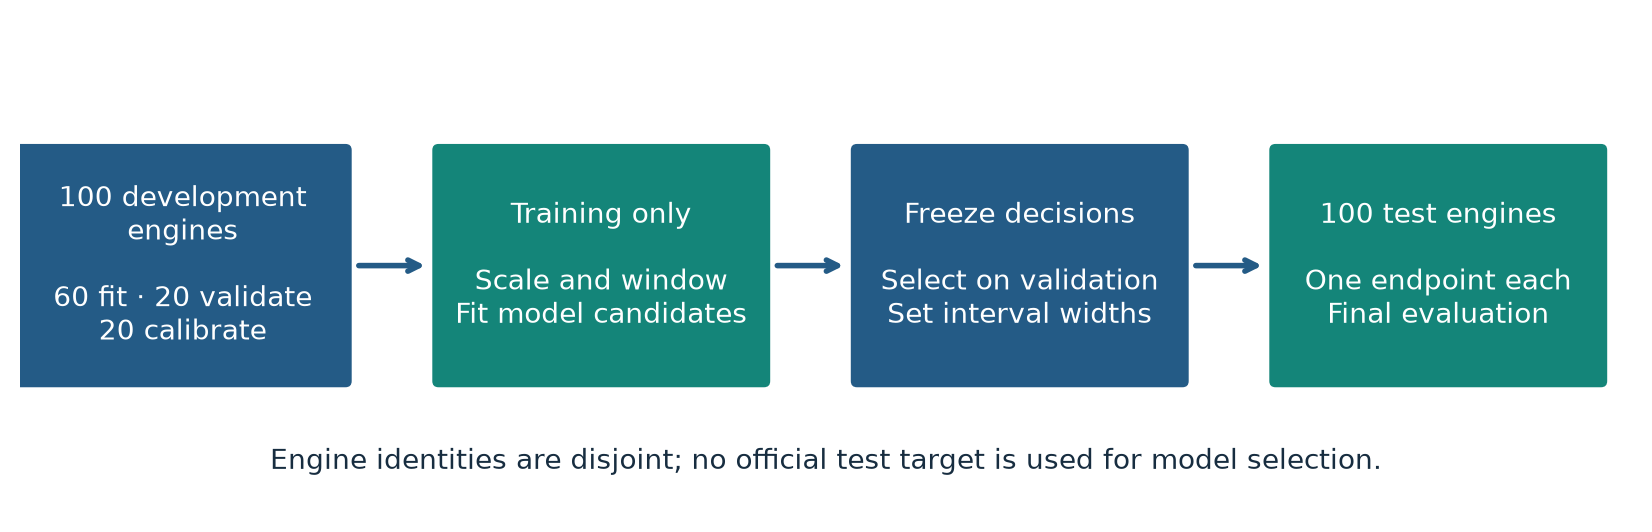 100 development
engines
60 fit · 20 validate
20 calibrate
Training only
Scale and window
Fit model candidates
Freeze decisions
Select on validation
Set interval widths
100 test engines
One endpoint each
Final evaluation
Engine identities are disjoint; no official test target is used for model selection.